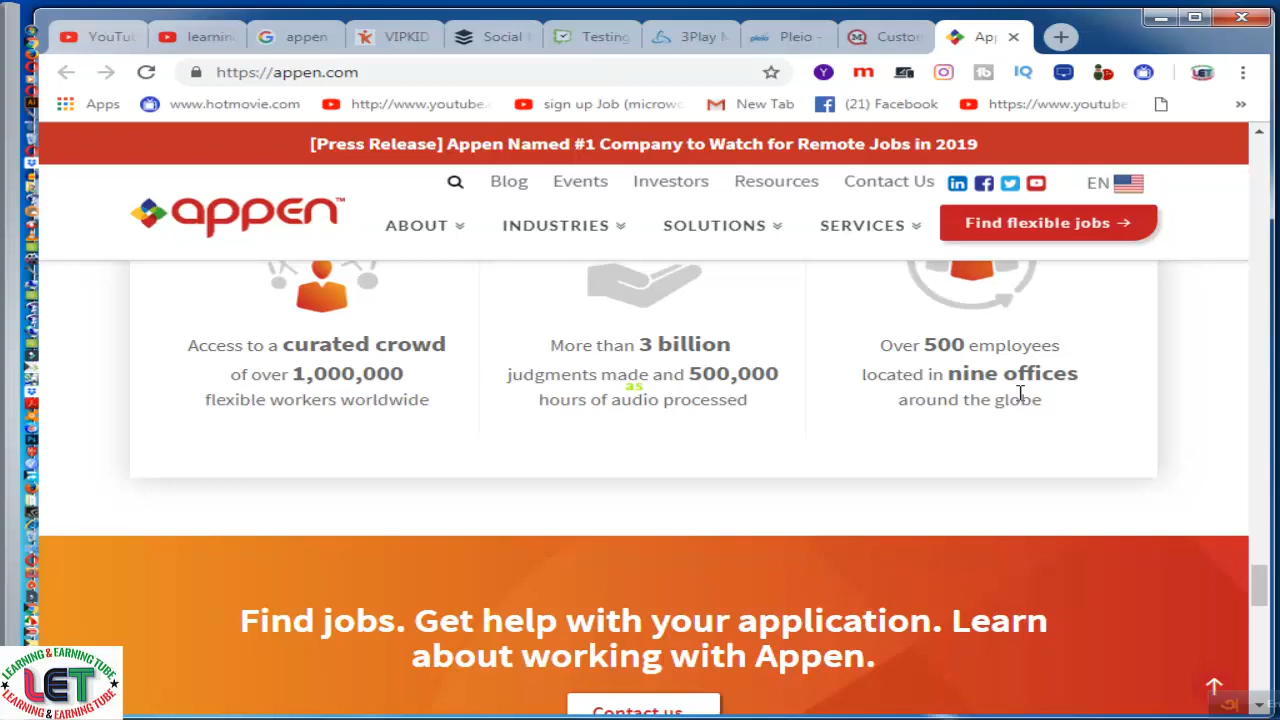 YouTu
learnin
appen
VIPKID
Social
Testing
3Play M
Pleio -
Custo
Ap
https://appen.com
Apps
www.hotmovie.com
http://www.youtube.
sign up Job (microw
New Tab
(21) Facebook
https://www.youtube
»
[Press Release] Appen Named #1 Company to Watch for Remote Jobs in 2019
Blog Events Investors Resources Contact Us EN
appen™
ABOUT INDUSTRIES SOLUTIONS SERVICES Find flexible jobs →
Access to a curated crowd
of over 1,000,000
flexible workers worldwide
More than 3 billion
judgments made and 500,000
as
hours of audio processed
Over 500 employees
located in nine offices
around the globe
Find jobs. Get help with your application. Learn
about working with Appen.
Contact us
LEARNING & EARNING TUBE
LET
LEARNING & EARNING TUBE